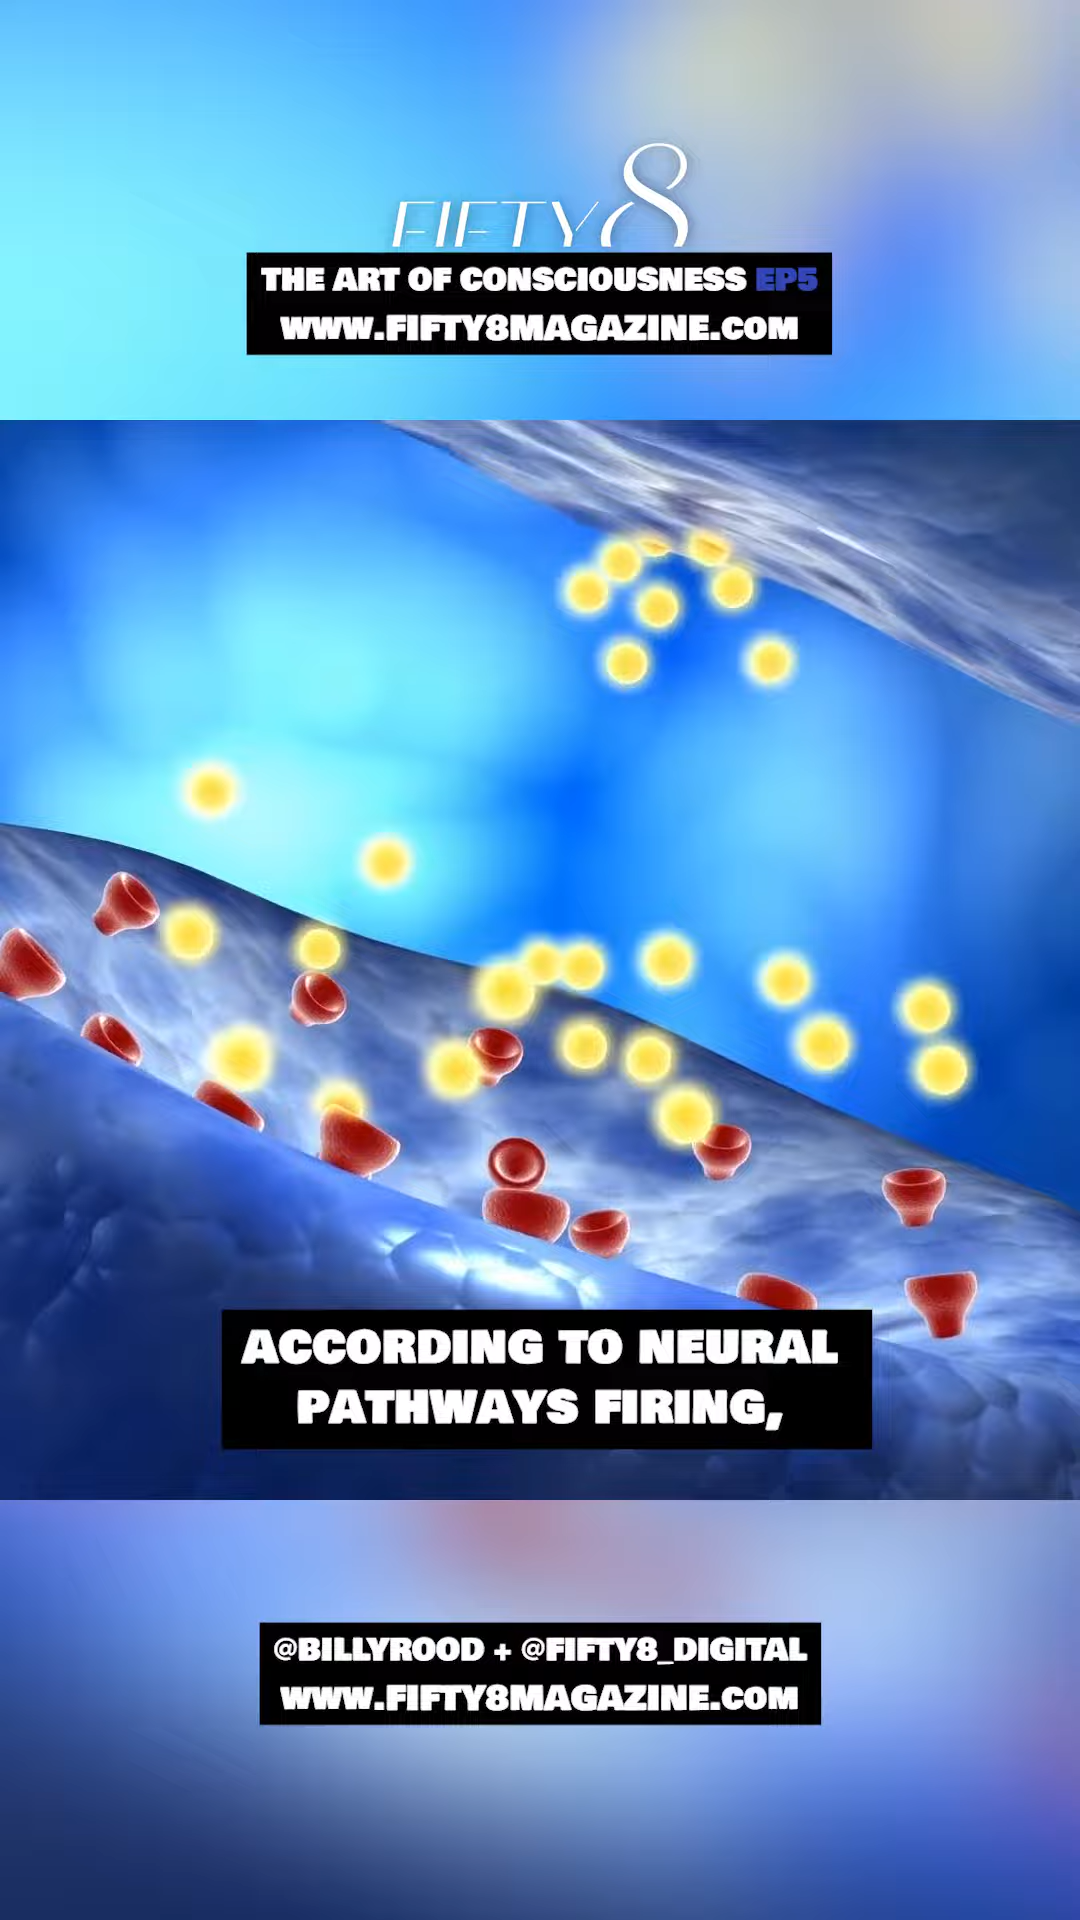 FIFTY8
THE ART OF CONSCIOUSNESS EP5
WWW.FIFTY8MAGAZINE.COM
ACCORDING TO NEURAL
PATHWAYS FIRING,
@BILLYROOD + @FIFTY8_DIGITAL
WWW.FIFTY8MAGAZINE.COM